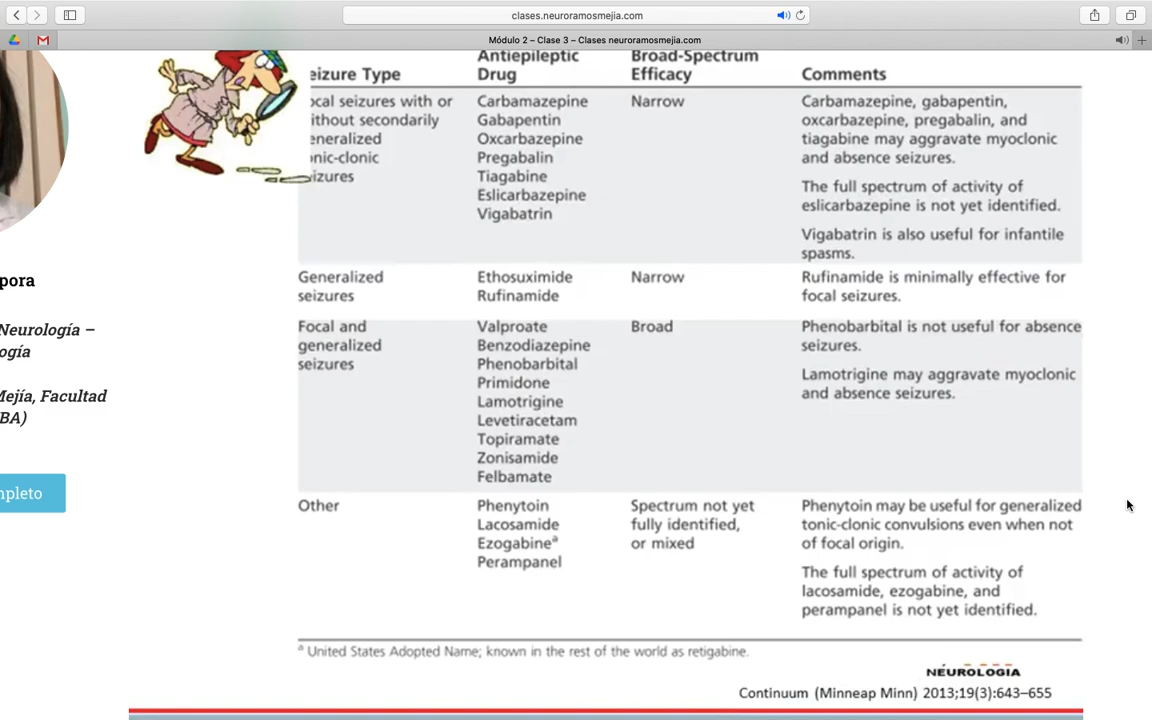 clases.neuroramosmejia.com
Módulo 2 – Clase 3 – Clases neuroramosmejia.com
pora
Neurología –
ogía
Mejía, Facultad
BA)
mpleto
eizure Type
Antiepileptic
Drug
Broad-Spectrum
Efficacy
Comments
ocal seizures with or
ithout secondarily
eneralized
onic-clonic
izures
Carbamazepine
Gabapentin
Oxcarbazepine
Pregabalin
Tiagabine
Eslicarbazepine
Vigabatrin
Narrow
Carbamazepine, gabapentin,
oxcarbazepine, pregabalin, and
tiagabine may aggravate myoclonic
and absence seizures.
The full spectrum of activity of
eslicarbazepine is not yet identified.
Vigabatrin is also useful for infantile
spasms.
Generalized
seizures
Ethosuximide
Rufinamide
Narrow
Rufinamide is minimally effective for
focal seizures.
Focal and
generalized
seizures
Valproate
Benzodiazepine
Phenobarbital
Primidone
Lamotrigine
Levetiracetam
Topiramate
Zonisamide
Felbamate
Broad
Phenobarbital is not useful for absence
seizures.
Lamotrigine may aggravate myoclonic
and absence seizures.
Other
Phenytoin
Lacosamide
Ezogabineª
Perampanel
Spectrum not yet
fully identified,
or mixed
Phenytoin may be useful for generalized
tonic-clonic convulsions even when not
of focal origin.
The full spectrum of activity of
lacosamide, ezogabine, and
perampanel is not yet identified.
ª United States Adopted Name; known in the rest of the world as retigabine.
NEUROLOGIA
Continuum (Minneap Minn) 2013;19(3):643–655